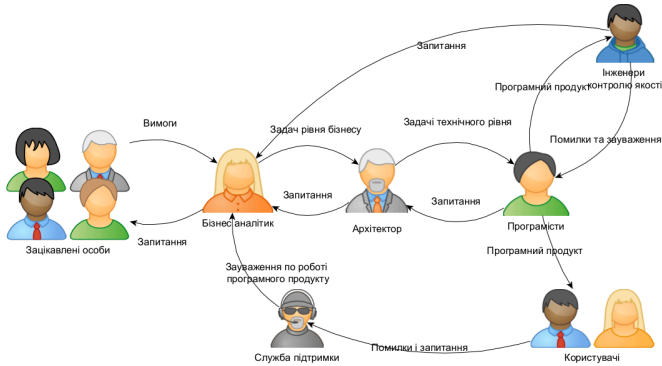 Запитання
Інженери
контролю якості
Програмний продукт
Вимоги
Задач рівня бізнесу
Задачі технічного рівня
Помилки та зауваження
Запитання
Запитання
Запитання
Зацікавлені особи
Бізнес аналітик
Архітектор
Програмісти
Програмний продукт
Зауваження по роботі
програмного продукту
Служба підтримки
Помилки і запитання
Користувачі